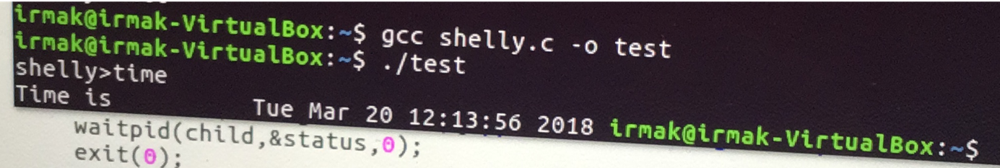 irmak@irmak-VirtualBox:~$ gcc shelly.c -o test
irmak@irmak-VirtualBox:~$ ./test
shelly>time
Time is Tue Mar 20 12:13:56 2018 irmak@irmak-VirtualBox:~$
waitpid(child,&status,0);
exit(0);